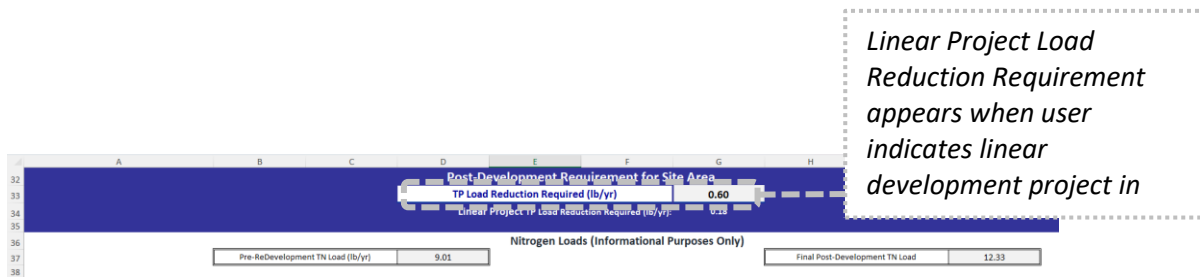 Linear Project Load
Reduction Requirement
appears when user
indicates linear
development project in
A B C D E F G H
32 Post-Development Requirement for Site Area
33 TP Load Reduction Required (lb/yr) 0.60
34 Linear Project TP Load Reduction Required (lb/yr): 0.18
35
36 Nitrogen Loads (Informational Purposes Only)
37 Pre-ReDevelopment TN Load (lb/yr) 9.01 Final Post-Development TN Load 12.33
38